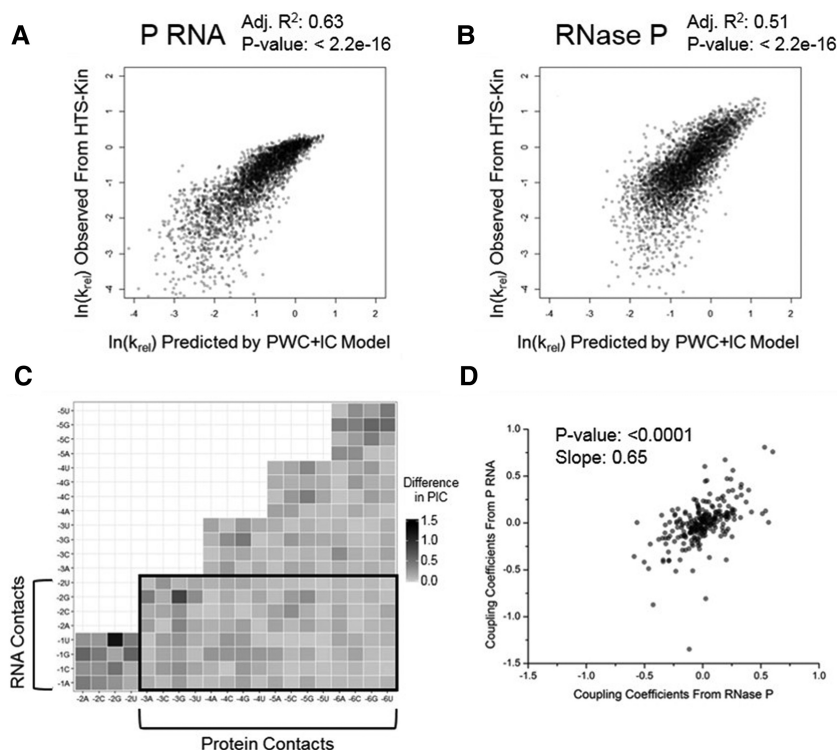 A
P RNA
Adj. R²: 0.63
P-value: < 2.2e-16
ln(krel) Observed From HTS-Kin
2
1
0
-1
-2
-3
-4
-4 -3 -2 -1 0 1 2
ln(krel) Predicted by PWC+IC Model
B
RNase P
Adj. R²: 0.51
P-value: < 2.2e-16
ln(krel) Observed From HTS-Kin
2
1
0
-1
-2
-3
-4
-4 -3 -2 -1 0 1 2
ln(krel) Predicted by PWC+IC Model
C
RNA Contacts
-5U
-5G
-5C
-5A
-4U
-4G
-4C
-4A
-3U
-3G
-3C
-3A
-2U
-2G
-2C
-2A
-1U
-1G
-1C
-1A
-2A -2C -2G -2U -3A -3C -3G -3U -4A -4C -4G -4U -5A -5C -5G -5U -6A -6C -6G -6U
Protein Contacts
Difference
in PIC
1.5
1.0
0.5
0.0
D
P-value: <0.0001
Slope: 0.65
Coupling Coefficients From P RNA
1.0
0.5
0.0
-0.5
-1.0
-1.5
-1.5 -1.0 -0.5 0.0 0.5 1.0
Coupling Coefficients From RNase P